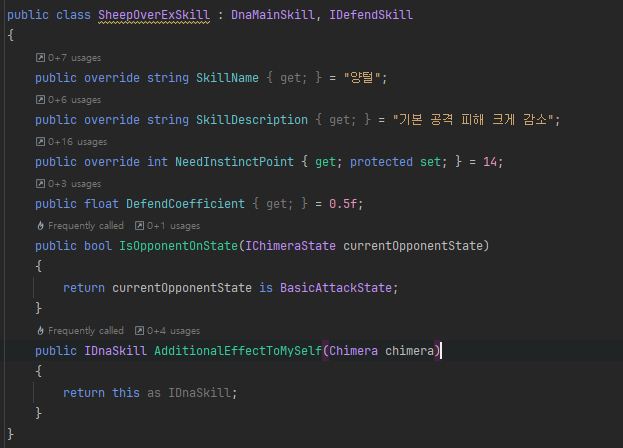 public class SheepOverExSkill : DnaMainSkill, IDefendSkill
{
0+7 usages
public override string SkillName { get; } = "양털";
0+6 usages
public override string SkillDescription { get; } = "기본 공격 피해 크게 감소";
0+16 usages
public override int NeedInstinctPoint { get; protected set; } = 14;
0+3 usages
public float DefendCoefficient { get; } = 0.5f;
Frequently called 0+1 usages
public bool IsOpponentOnState(IChimeraState currentOpponentState)
{
return currentOpponentState is BasicAttackState;
}
Frequently called 0+4 usages
public IDnaSkill AdditionalEffectToMySelf(Chimera chimera)
{
return this as IDnaSkill;
}
}